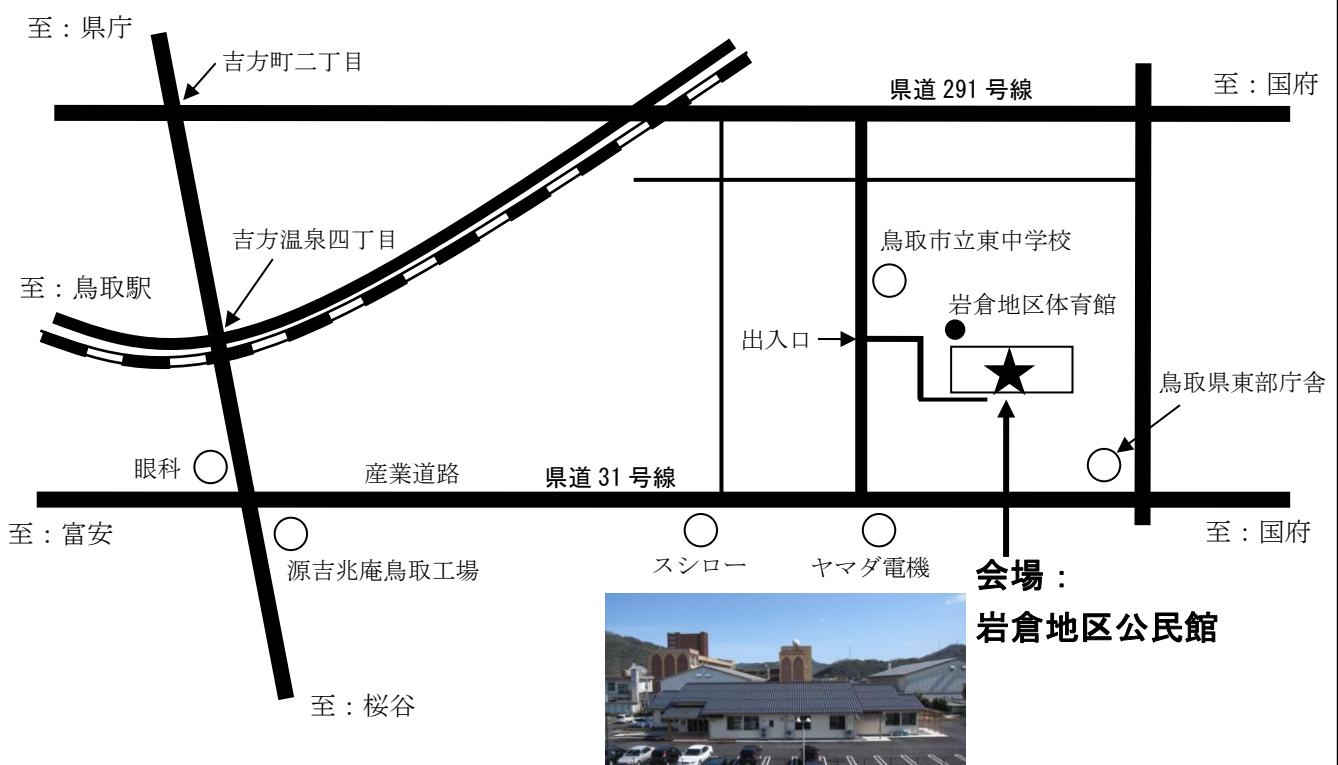 至：県庁
吉方町二丁目
県道 291 号線
至：国府
吉方温泉四丁目
鳥取市立東中学校
至：鳥取駅
岩倉地区体育館
出入口
鳥取県東部庁舎
眼科
産業道路
県道 31 号線
至：富安
至：国府
源吉兆庵鳥取工場
スシロー
ヤマダ電機
会場：
岩倉地区公民館
至：桜谷